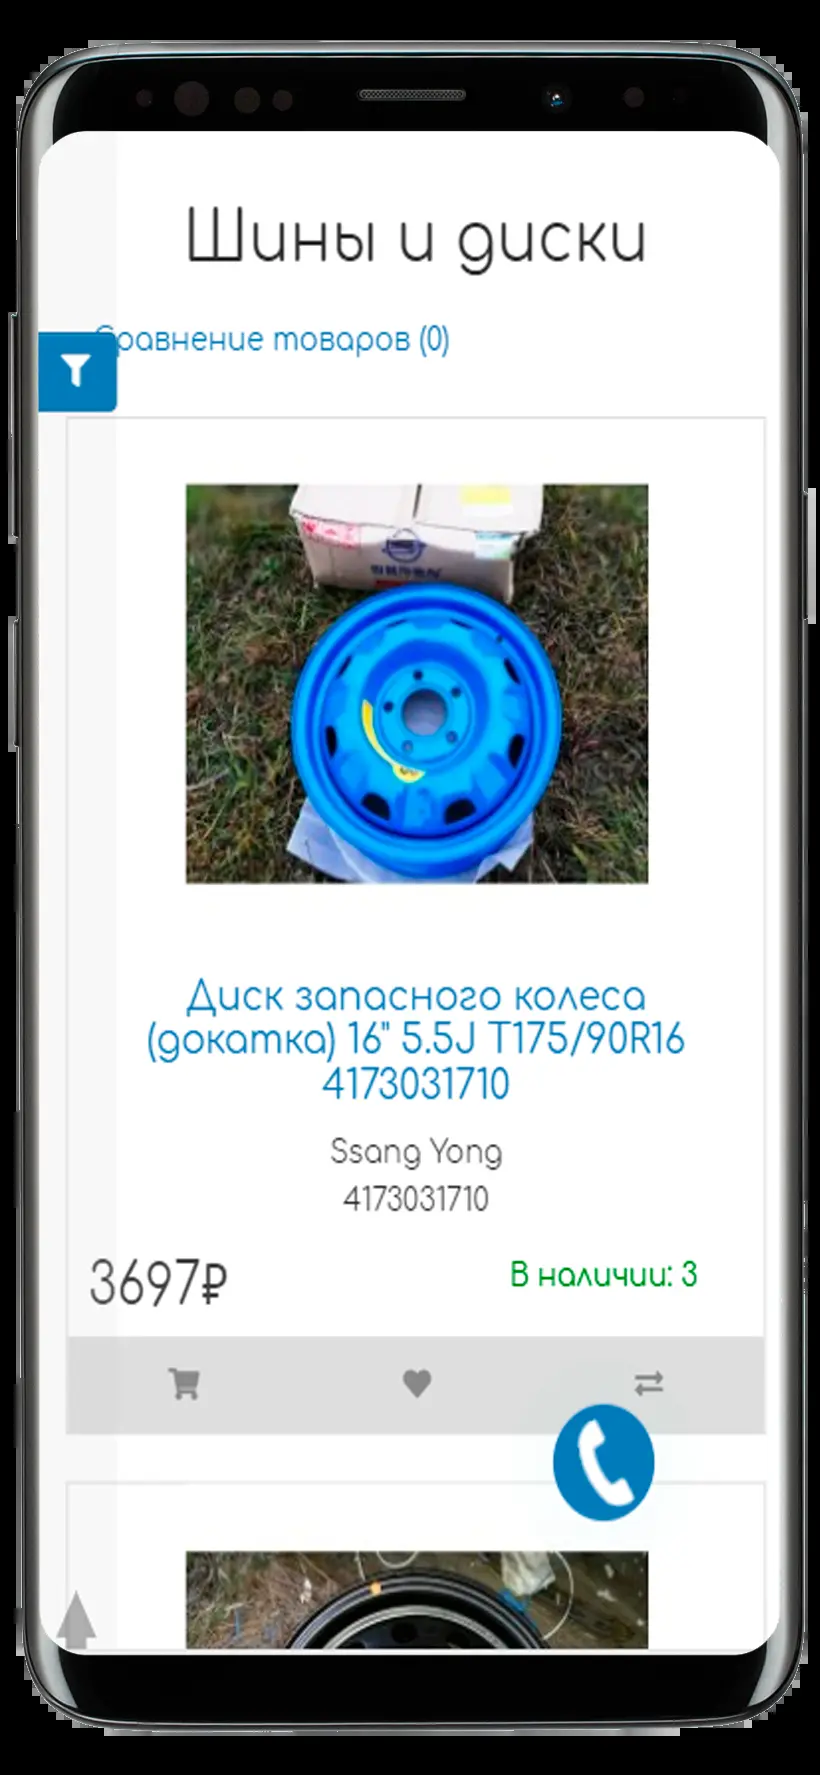 Шины и диски
Сравнение товаров (0)
Диск запасного колеса
(докатка) 16" 5.5J T175/90R16
4173031710
Ssang Yong
4173031710
3697₽
В наличии: 3